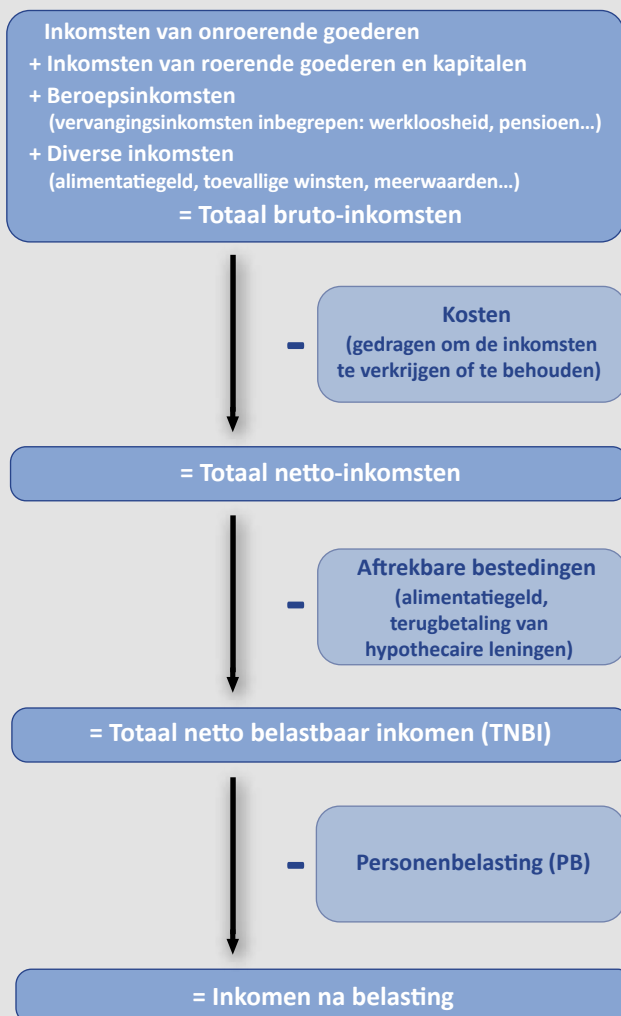 Inkomsten van onroerende goederen
+ Inkomsten van roerende goederen en kapitalen
+ Beroepsinkomsten
(vervangingsinkomsten inbegrepen: werkloosheid, pensioen...)
+ Diverse inkomsten
(alimentatiegeld, toevallige winsten, meerwaarden...)
= Totaal bruto-inkomsten
-
Kosten
(gedragen om de inkomsten
te verkrijgen of te behouden)
= Totaal netto-inkomsten
-
Aftrekbare bestedingen
(alimentatiegeld,
terugbetaling van
hypothecaire leningen)
= Totaal netto belastbaar inkomen (TNBI)
-
Personenbelasting (PB)
= Inkomen na belasting